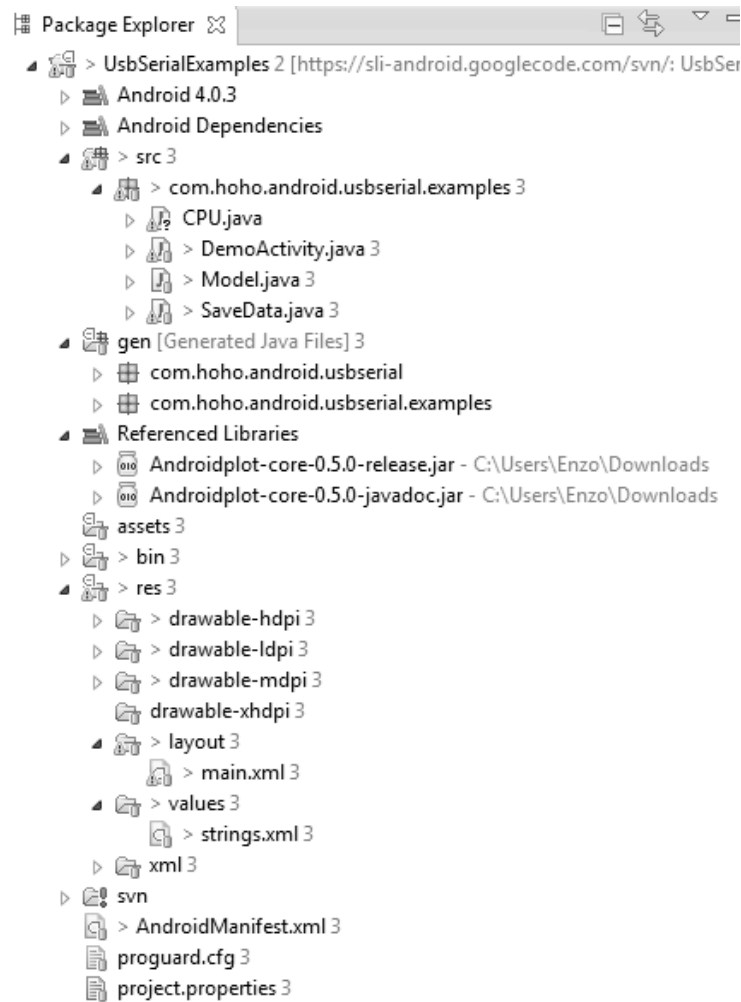 Package Explorer
> UsbSerialExamples 2 [https://sli-android.googlecode.com/svn/: UsbSer
Android 4.0.3
Android Dependencies
> src 3
> com.hoho.android.usbserial.examples 3
CPU.java
> DemoActivity.java 3
> Model.java 3
> SaveData.java 3
gen [Generated Java Files] 3
com.hoho.android.usbserial
com.hoho.android.usbserial.examples
Referenced Libraries
Androidplot-core-0.5.0-release.jar - C:\Users\Enzo\Downloads
Androidplot-core-0.5.0-javadoc.jar - C:\Users\Enzo\Downloads
assets 3
> bin 3
> res 3
> drawable-hdpi 3
> drawable-ldpi 3
> drawable-mdpi 3
drawable-xhdpi 3
> layout 3
> main.xml 3
> values 3
> strings.xml 3
xml 3
svn
> AndroidManifest.xml 3
proguard.cfg 3
project.properties 3